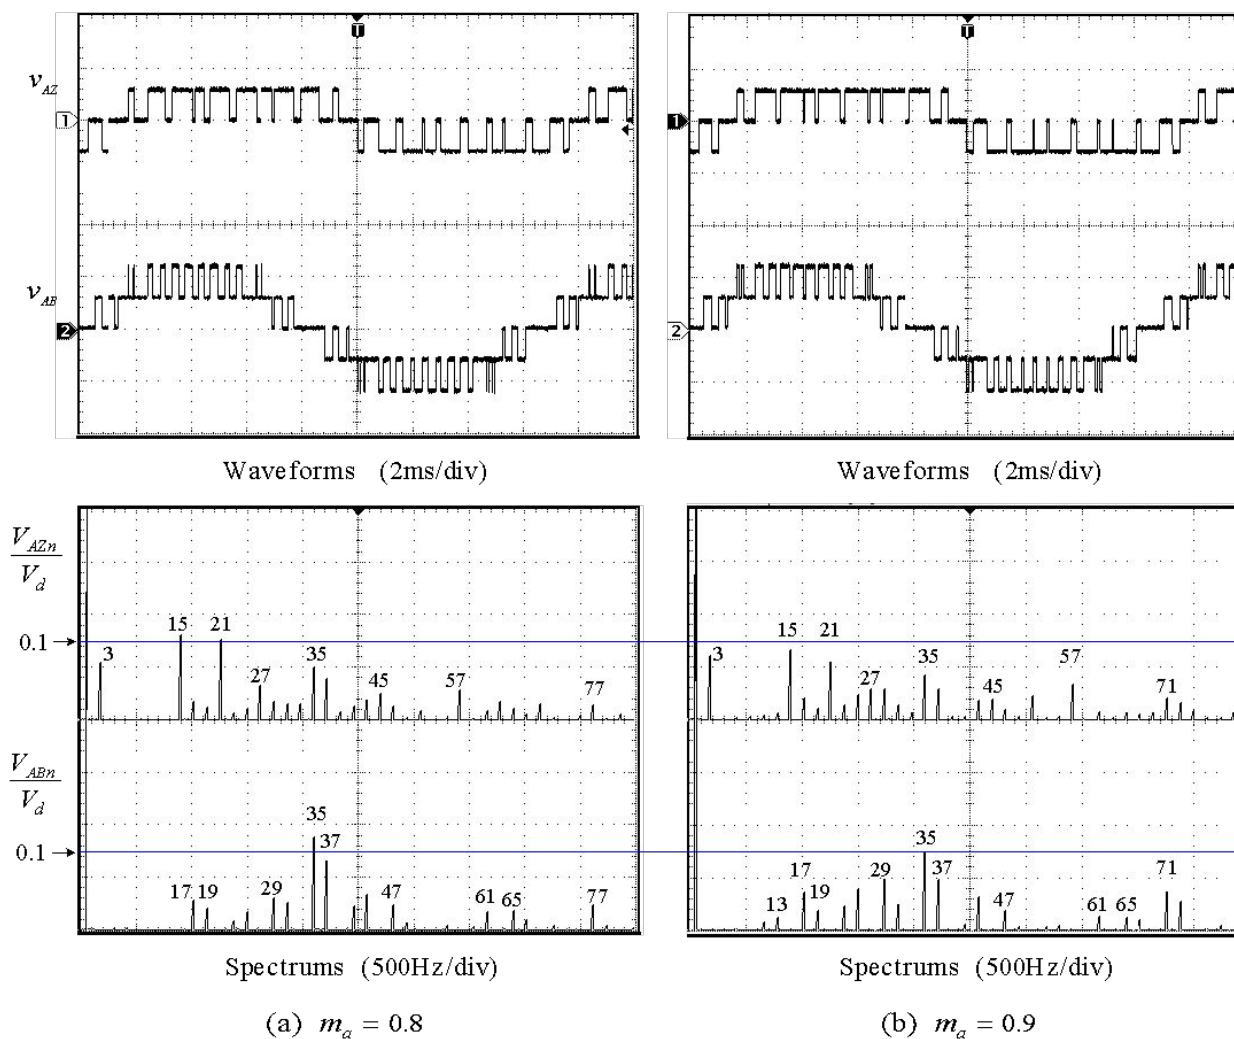 T T
v_AZ
1 1
v_AB
2 2
Waveforms (2ms/div) Waveforms (2ms/div)
V_AZn
V_d
0.1
3 15 21 27 35 45 57 77
3 15 21 27 35 45 57 71
V_ABn
V_d
0.1
17 19 29 35 37 47 61 65 77
13 17 19 29 35 37 47 61 65 71
Spectrums (500Hz/div) Spectrums (500Hz/div)
(a) m_a = 0.8 (b) m_a = 0.9